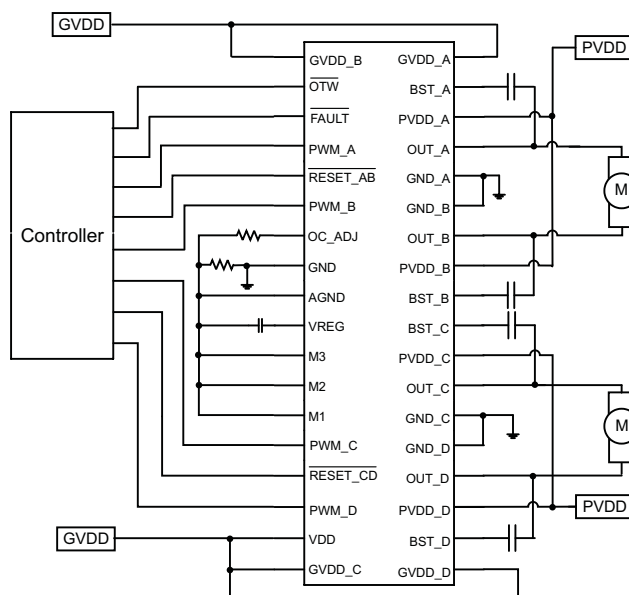 GVDD
PVDD
GVDD_B
GVDD_A
OTW
BST_A
FAULT
PVDD_A
PWM_A
OUT_A
RESET_AB
GND_A
M
PWM_B
GND_B
Controller
OC_ADJ
OUT_B
GND
PVDD_B
AGND
BST_B
VREG
BST_C
M3
PVDD_C
M2
OUT_C
M1
GND_C
M
PWM_C
GND_D
RESET_CD
OUT_D
PWM_D
PVDD_D
PVDD
GVDD
VDD
BST_D
GVDD_C
GVDD_D